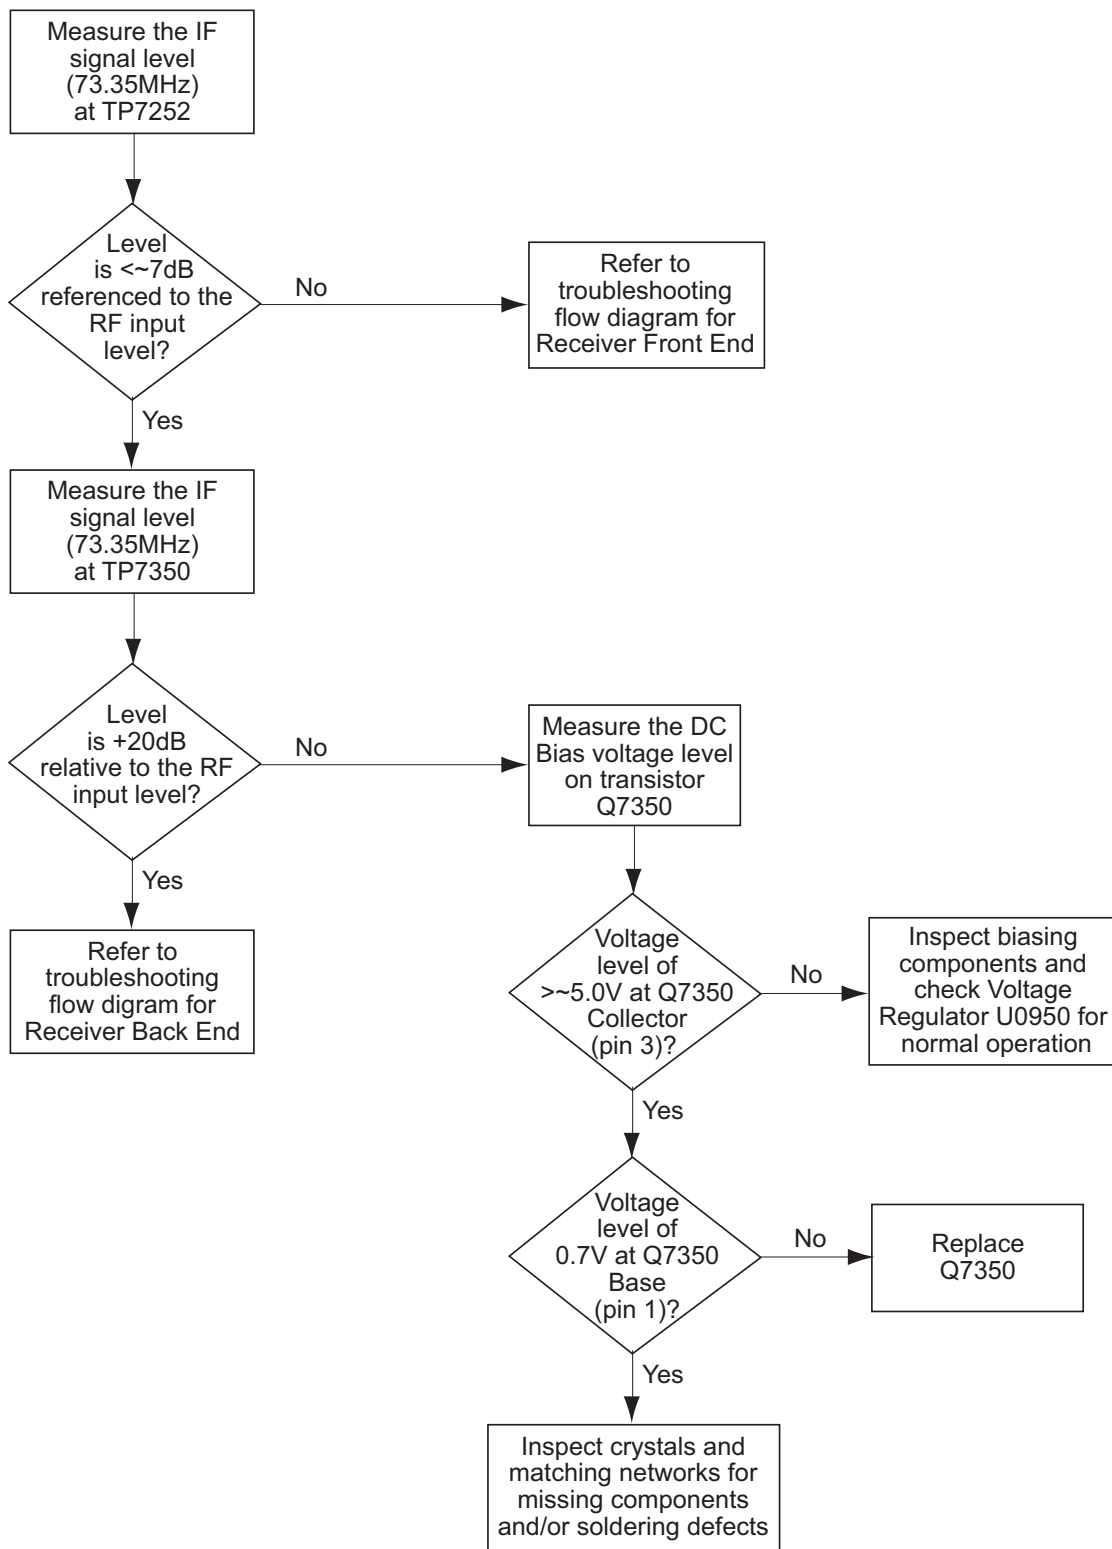 Measure the IF
signal level
(73.35MHz)
at TP7252
Level
is <~7dB
referenced to the
RF input
level?
No
Refer to
troubleshooting
flow diagram for
Receiver Front End
Yes
Measure the IF
signal level
(73.35MHz)
at TP7350
Level
is +20dB
relative to the RF
input level?
No
Measure the DC
Bias voltage level
on transistor
Q7350
Yes
Refer to
troubleshooting
flow digram for
Receiver Back End
Voltage
level of
>~5.0V at Q7350
Collector
(pin 3)?
No
Inspect biasing
components and
check Voltage
Regulator U0950 for
normal operation
Yes
Voltage
level of
0.7V at Q7350
Base
(pin 1)?
No
Replace
Q7350
Yes
Inspect crystals and
matching networks for
missing components
and/or soldering defects